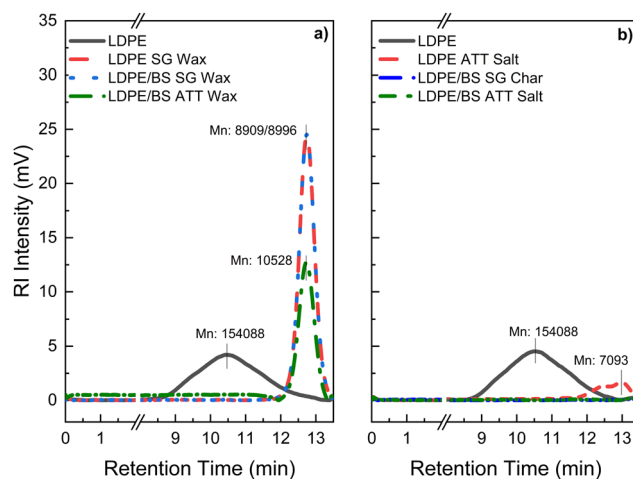 35
30
25
20
15
10
5
0
RI Intensity (mV)
a)
LDPE
LDPE SG Wax
LDPE/BS SG Wax
LDPE/BS ATT Wax
Mn: 8909/8996
Mn: 10528
Mn: 154088
0 1 9 10 11 12 13
Retention Time (min)
b)
LDPE
LDPE ATT Salt
LDPE/BS SG Char
LDPE/BS ATT Salt
Mn: 154088
Mn: 7093
0 1 9 10 11 12 13
Retention Time (min)